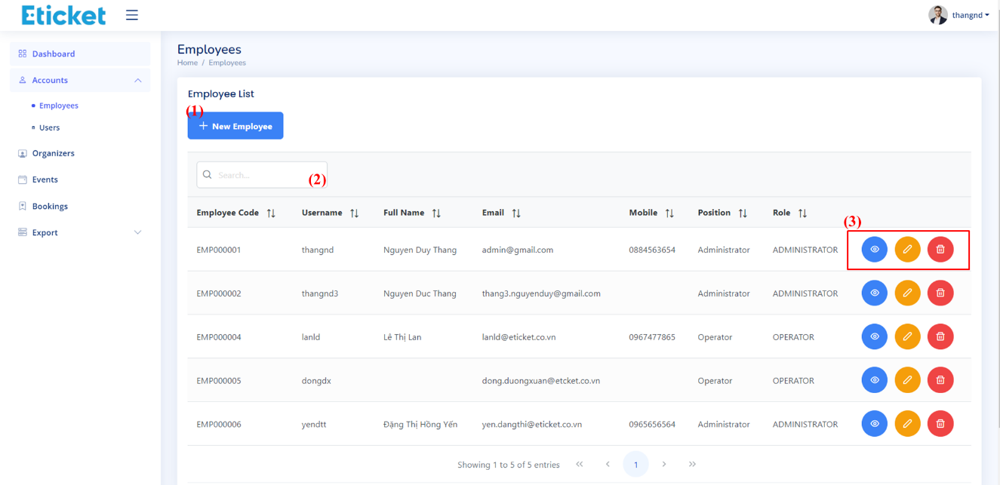 Eticket
thangnd
Dashboard
Accounts
Employees
Users
Organizers
Events
Bookings
Export
Employees
Home / Employees
Employee List
(1)
+ New Employee
Search...
(2)
Employee Code Username Full Name Email Mobile Position Role
(3)
EMP000001 thangnd Nguyen Duy Thang admin@gmail.com 0884563654 Administrator ADMINISTRATOR
EMP000002 thangnd3 Nguyen Duc Thang thang3.nguyenduy@gmail.com Administrator ADMINISTRATOR
EMP000004 lanld Lê Thị Lan lanld@eticket.co.vn 0967477865 Operator OPERATOR
EMP000005 dongdx dong.duongxuan@etcket.co.vn Operator OPERATOR
EMP000006 yendtt Đặng Thị Hồng Yến yen.dangthi@eticket.co.vn 0965656564 Administrator ADMINISTRATOR
Showing 1 to 5 of 5 entries « ‹ 1 › »